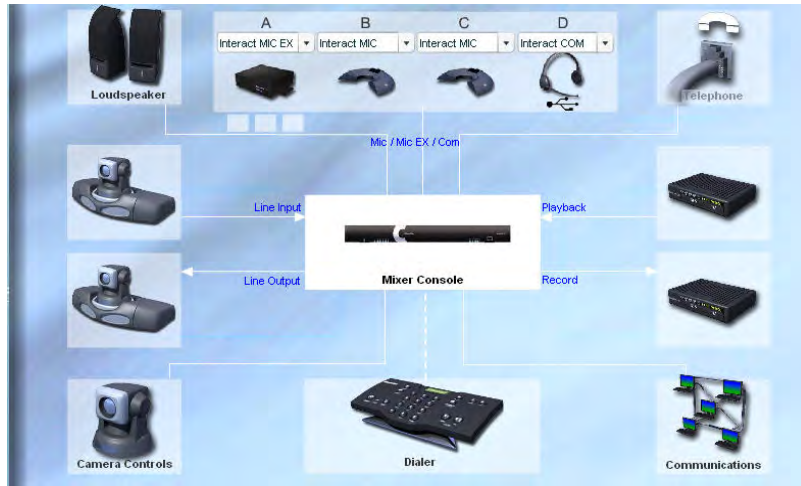 A B C D
Interact MIC EX Interact MIC Interact MIC Interact COM
Loudspeaker
Telephone
Mic / Mic EX / Com
Line Input
Playback
Mixer Console
Line Output
Record
Camera Controls
Dialer
Communications